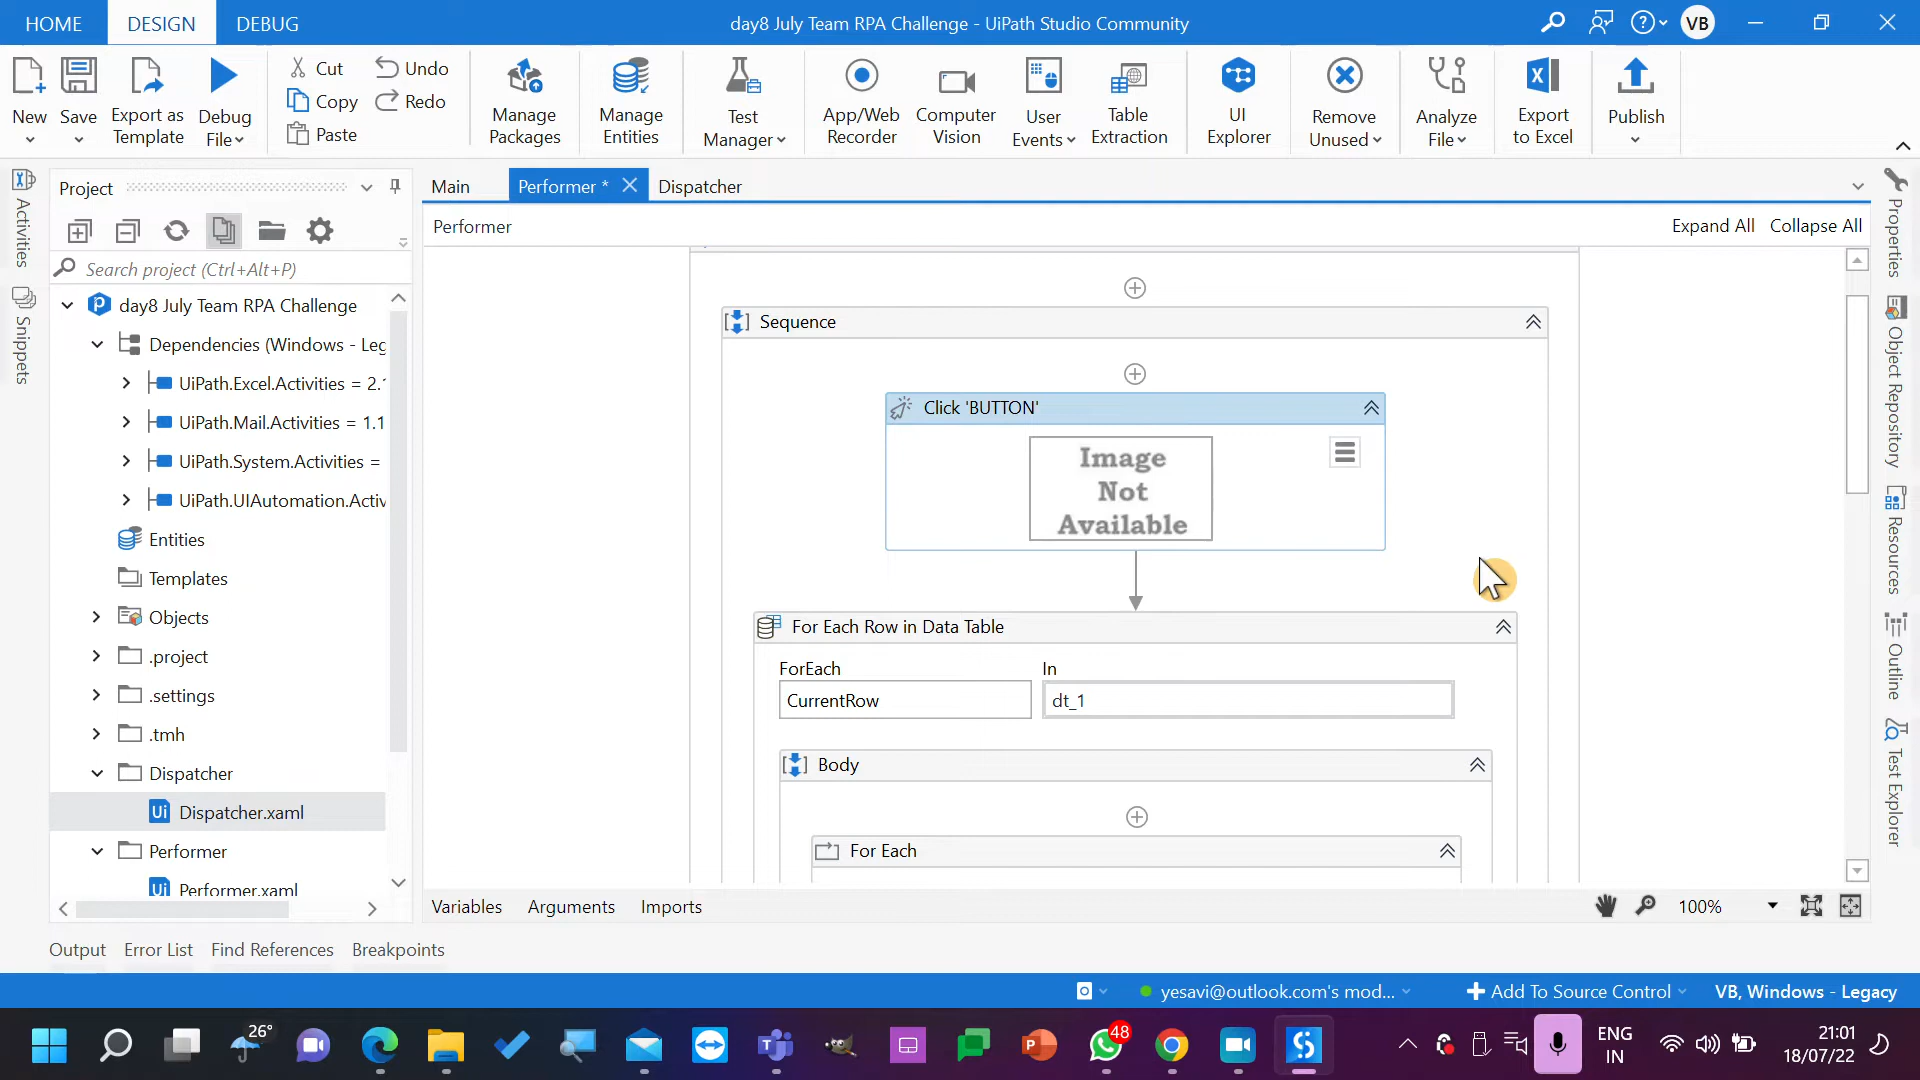 HOME DESIGN DEBUG day8 July Team RPA Challenge - UiPath Studio Community VB
New Save Export as Template Debug File
Cut Undo
Copy Redo
Paste
Manage Packages
Manage Entities
Test Manager
App/Web Recorder
Computer Vision
User Events
Table Extraction
UI Explorer
Remove Unused
Analyze File
Export to Excel
Publish
Activities
Snippets
Project
Search project (Ctrl+Alt+P)
day8 July Team RPA Challenge
Dependencies (Windows - Leg
UiPath.Excel.Activities = 2.
UiPath.Mail.Activities = 1.1
UiPath.System.Activities =
UiPath.UIAutomation.Activ
Entities
Templates
Objects
.project
.settings
.tmh
Dispatcher
Ui Dispatcher.xaml
Performer
Ui Performer.xaml
Main Performer * Dispatcher
Performer Expand All Collapse All
Sequence
Click 'BUTTON'
Image
Not
Available
For Each Row in Data Table
ForEach In
CurrentRow dt_1
Body
For Each
Properties
Object Repository
Resources
Outline
Test Explorer
Variables Arguments Imports 100%
Output Error List Find References Breakpoints
yesavi@outlook.com's mod... Add To Source Control VB, Windows - Legacy
26°
48
ENG
IN
21:01
18/07/22